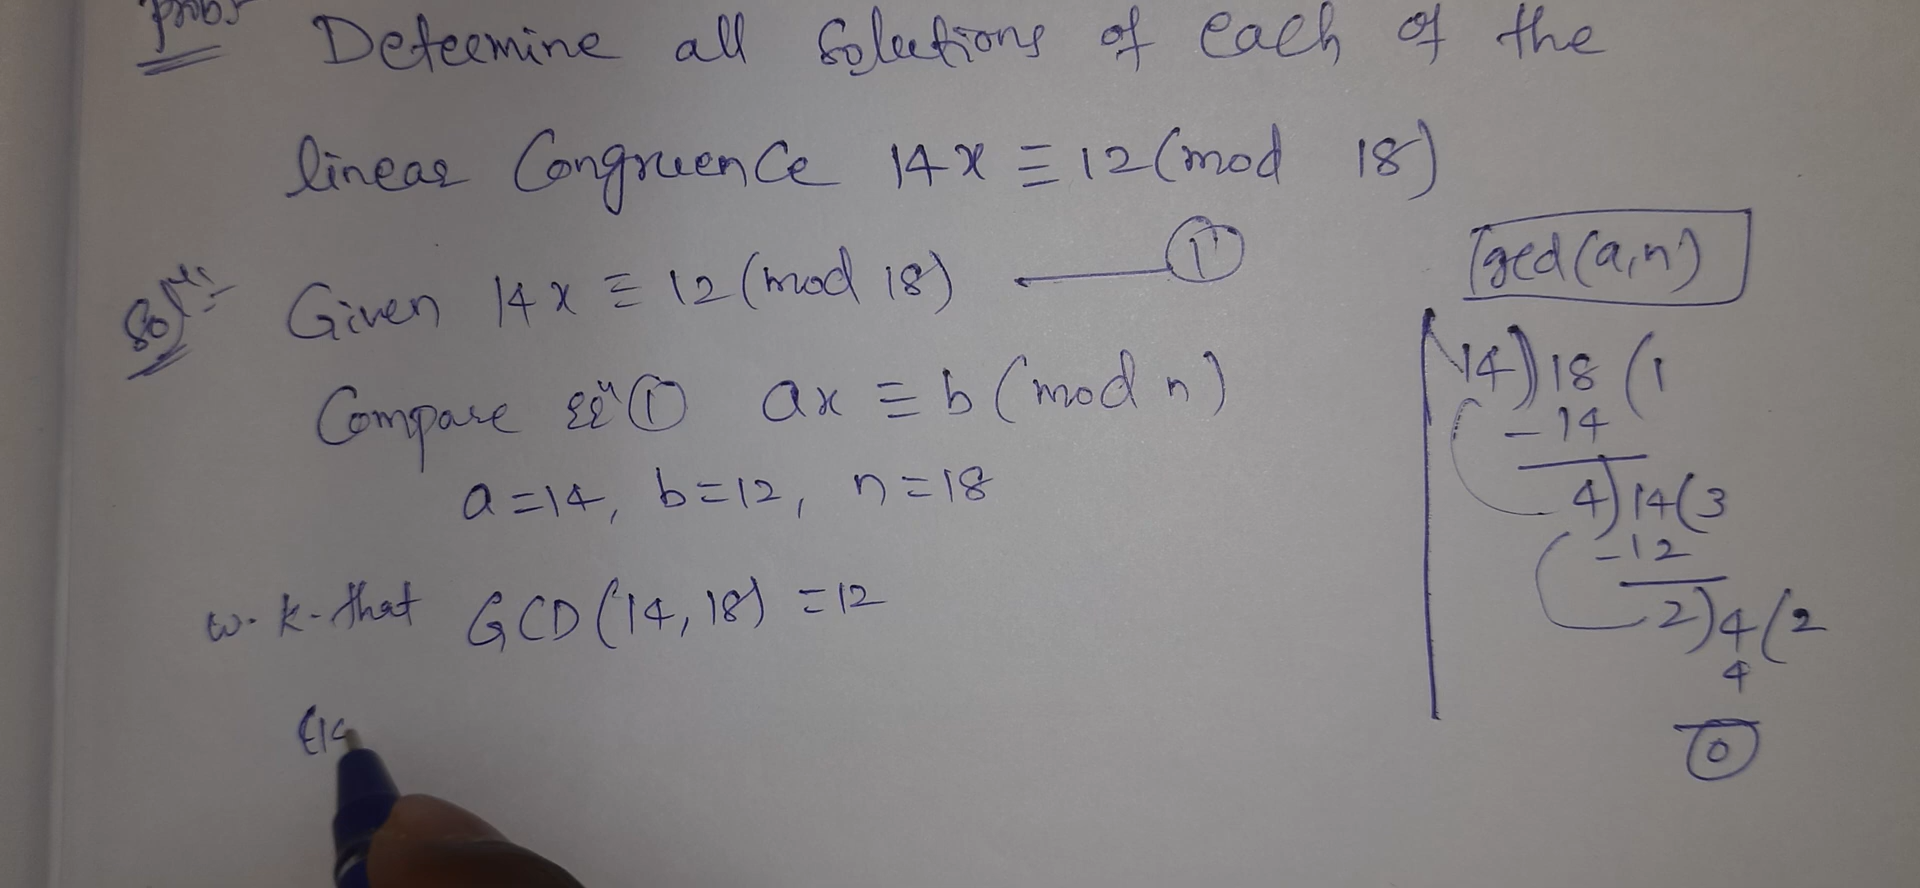 Prob:
Determine all Solutions of each of the
linear Congruence 14x ≡ 12 (mod 18)
Sol:-
Given 14x ≡ 12 (mod 18) — ①
Compare ① ax ≡ b (mod n)
a = 14, b = 12, n = 18
w.k.that GCD (14, 18) = 12
gcd (a, n)
14) 18 (1
- 14
4) 14 (3
- 12
2) 4 (2
4
0